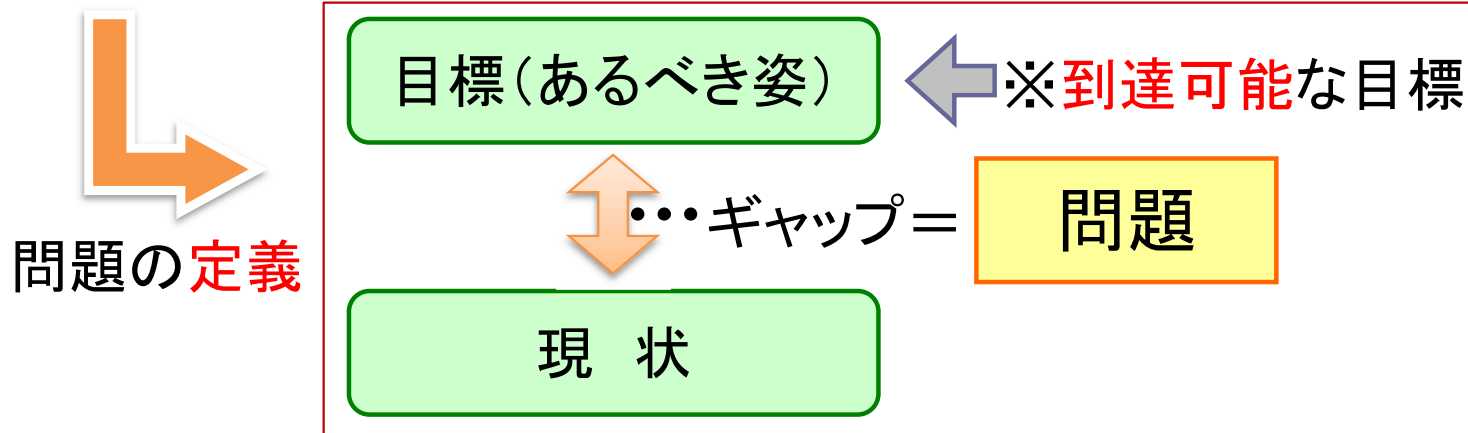 目標(あるべき姿)
※到達可能な目標
…ギャップ=
問題
問題の定義
現 状